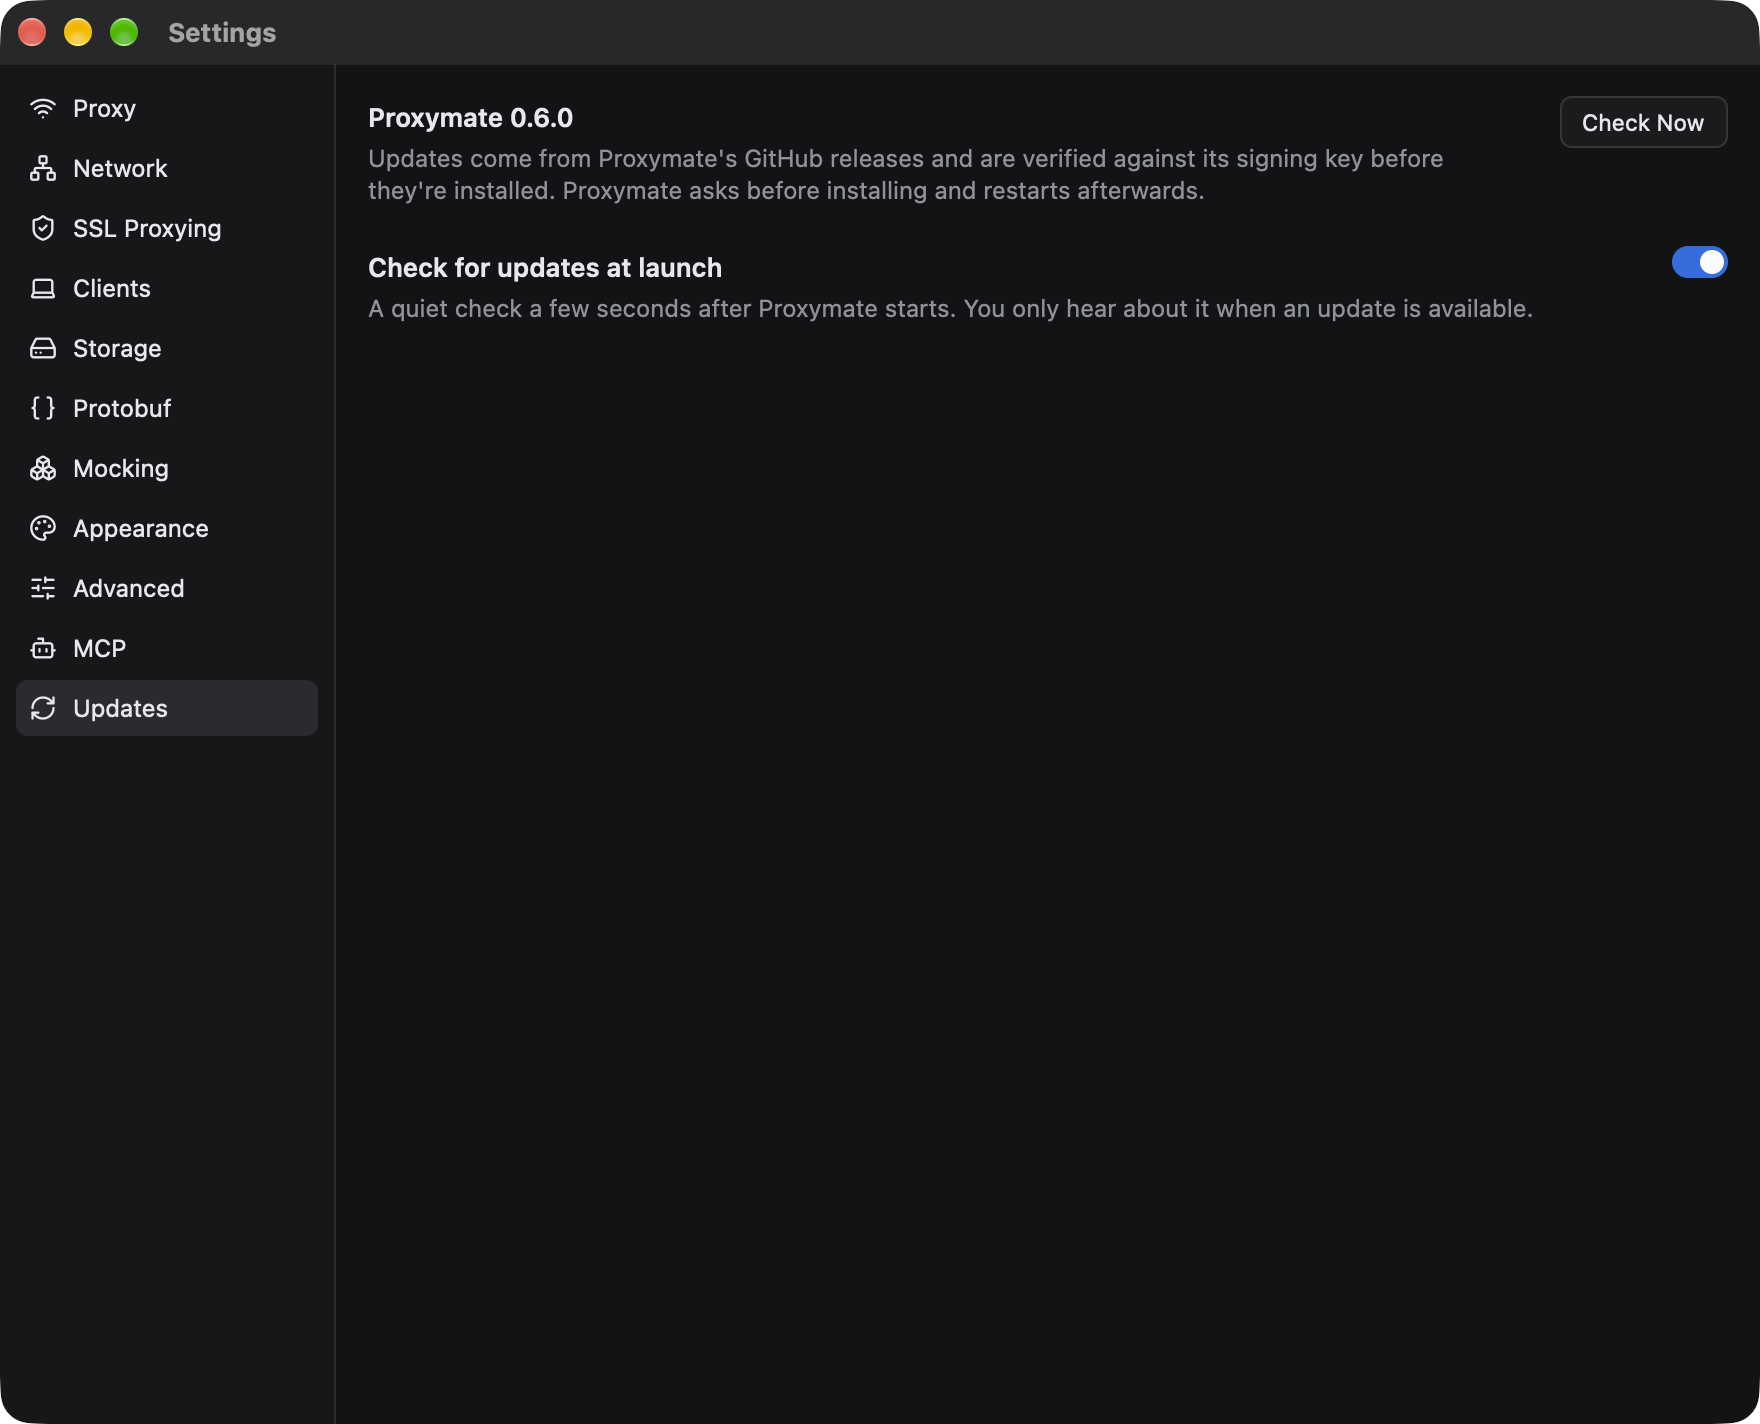 Settings
Proxy
Network
SSL Proxying
Clients
Storage
Protobuf
Mocking
Appearance
Advanced
MCP
Updates
Proxymate 0.6.0
Check Now
Updates come from Proxymate's GitHub releases and are verified against its signing key before
they're installed. Proxymate asks before installing and restarts afterwards.
Check for updates at launch
A quiet check a few seconds after Proxymate starts. You only hear about it when an update is available.